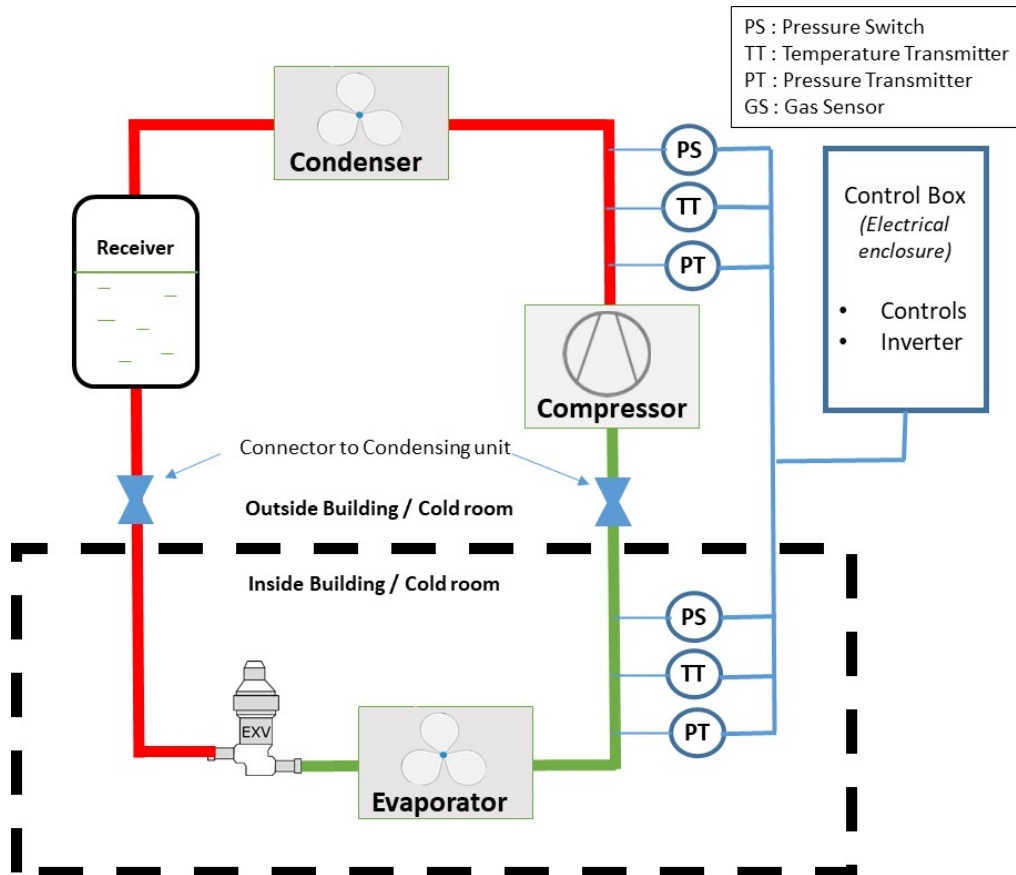 PS : Pressure Switch
TT : Temperature Transmitter
PT : Pressure Transmitter
GS : Gas Sensor
Condenser
PS
TT
PT
Control Box
(Electrical
enclosure)
• Controls
• Inverter
Receiver
Compressor
Connector to Condensing unit
Outside Building / Cold room
Inside Building / Cold room
PS
TT
PT
EXV
Evaporator